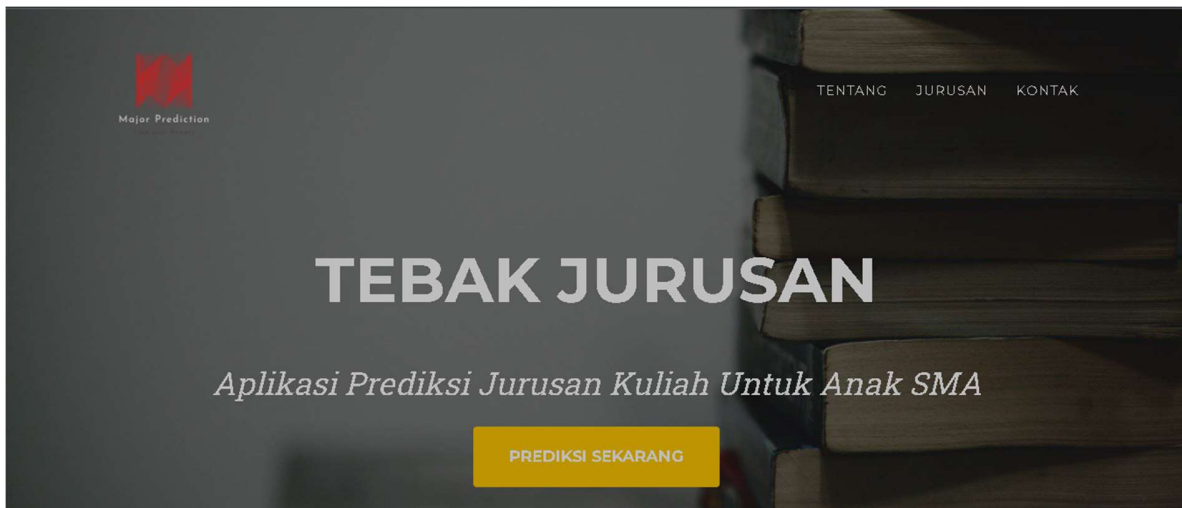 Major Prediction
TENTANG JURUSAN KONTAK
TEBAK JURUSAN
Aplikasi Prediksi Jurusan Kuliah Untuk Anak SMA
PREDIKSI SEKARANG